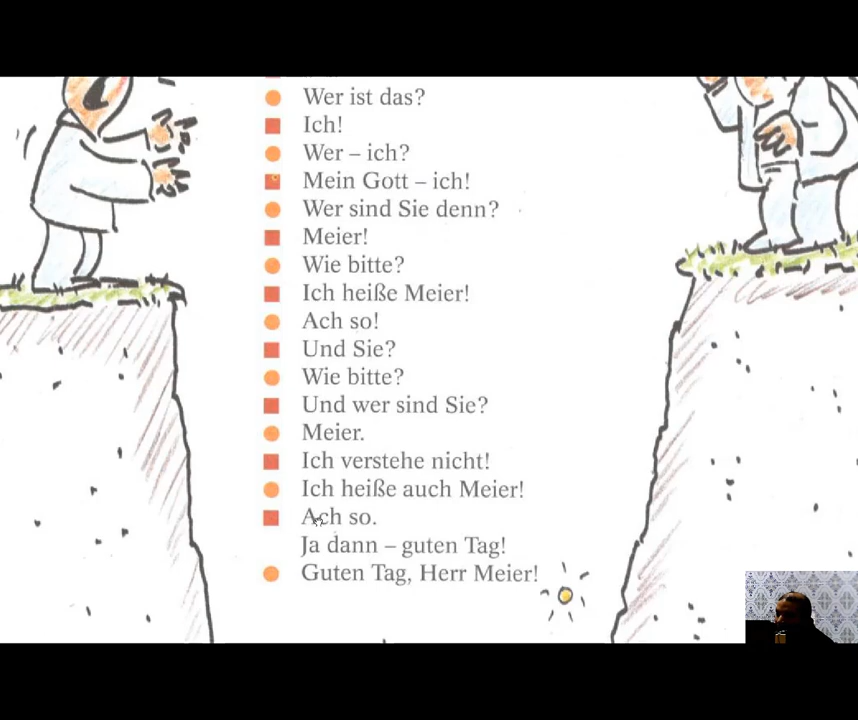 Wer ist das?
Ich!
Wer – ich?
Mein Gott – ich!
Wer sind Sie denn?
Meier!
Wie bitte?
Ich heiße Meier!
Ach so!
Und Sie?
Wie bitte?
Und wer sind Sie?
Meier.
Ich verstehe nicht!
Ich heiße auch Meier!
Ach so.
Ja dann – guten Tag!
Guten Tag, Herr Meier!